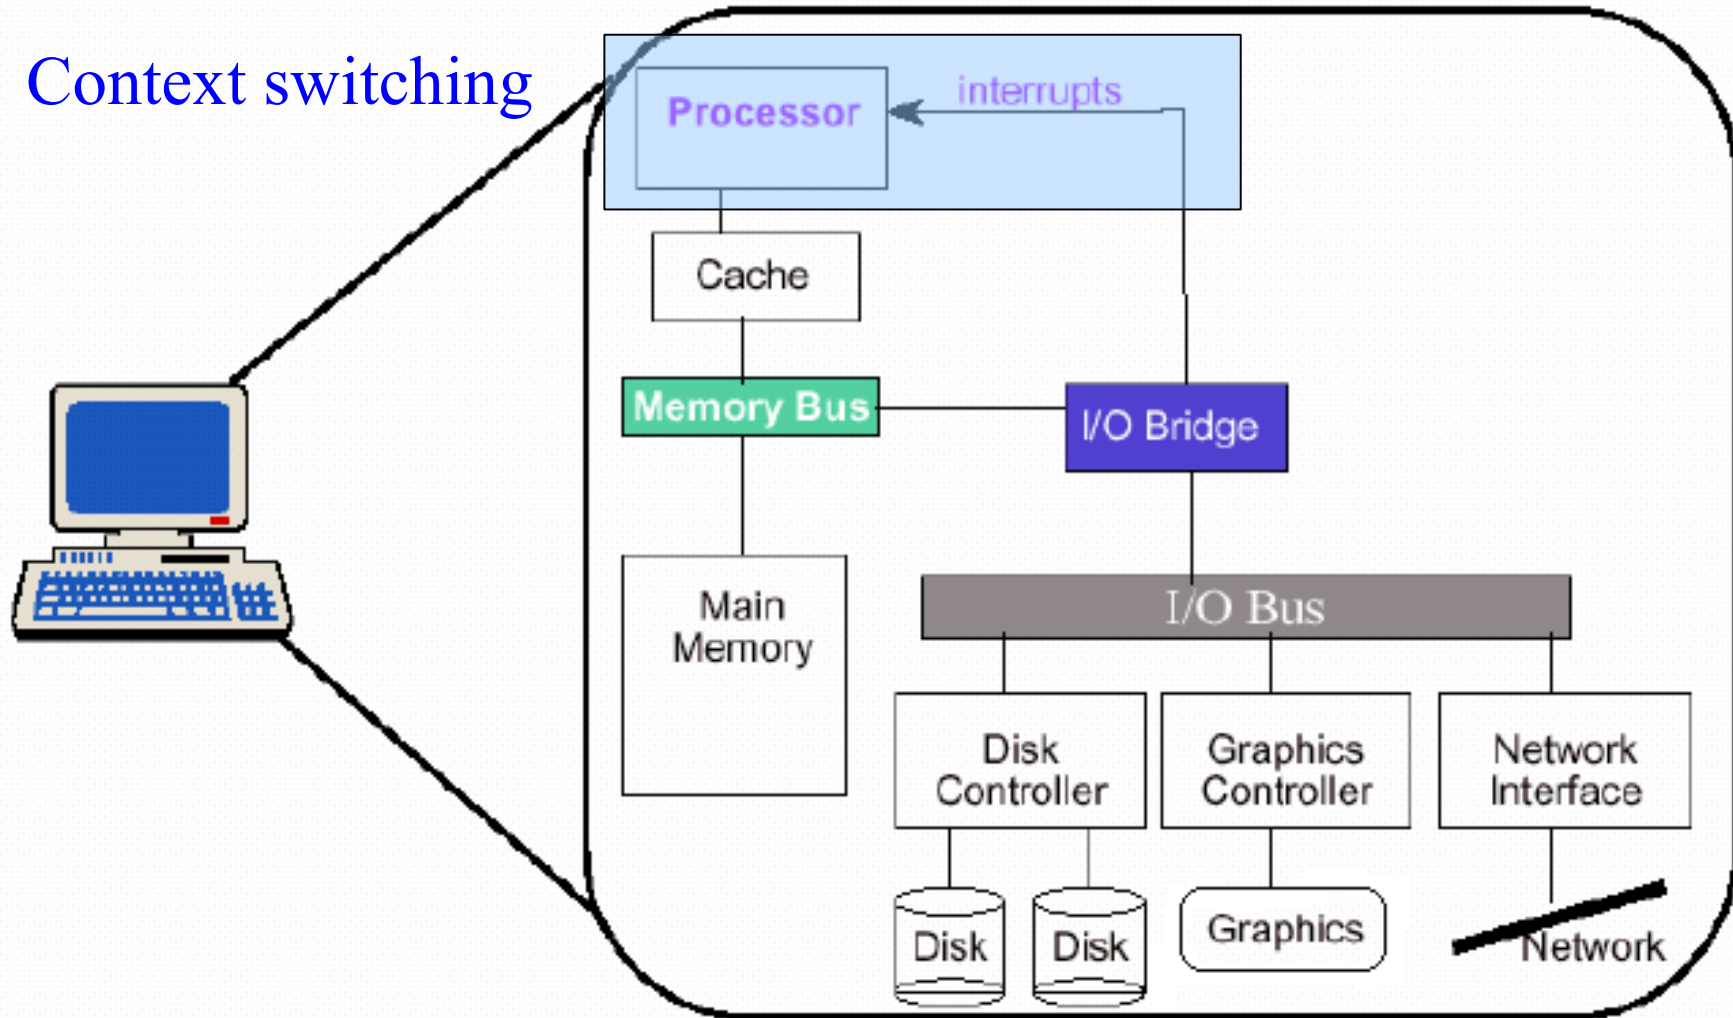 Context switching
Processor
interrupts
Cache
Memory Bus
I/O Bridge
Main
Memory
I/O Bus
Disk
Controller
Graphics
Controller
Network
Interface
Disk
Disk
Graphics
Network